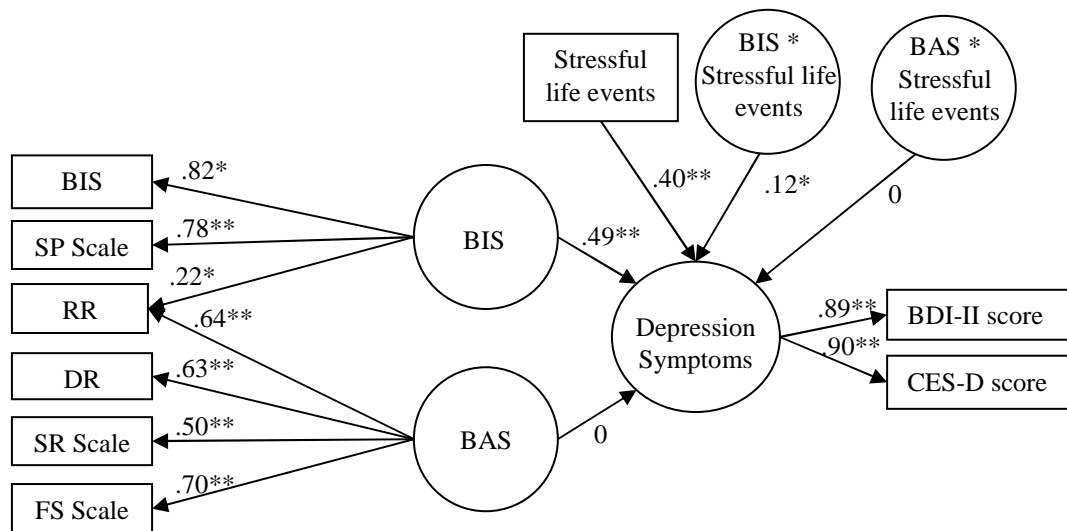 Stressful
life events
BIS *
Stressful life
events
BAS *
Stressful
life events
.40**
.12*
0
BIS
.82*
SP Scale
.78**
RR
.22*
.64**
DR
.63**
SR Scale
.50**
FS Scale
.70**
BIS
.49**
BAS
0
Depression
Symptoms
.89**
BDI-II score
.90**
CES-D score